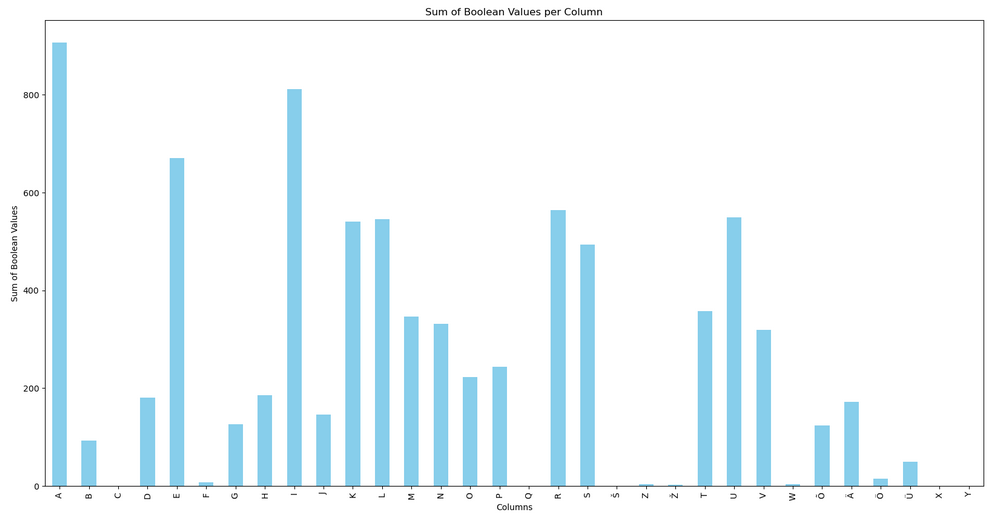 Sum of Boolean Values per Column
Sum of Boolean Values
800
600
400
200
0
A B C D E F G H I J K L M N O P Q R S Š Z Ž T U V W Õ Ä Ö Ü X Y
Columns